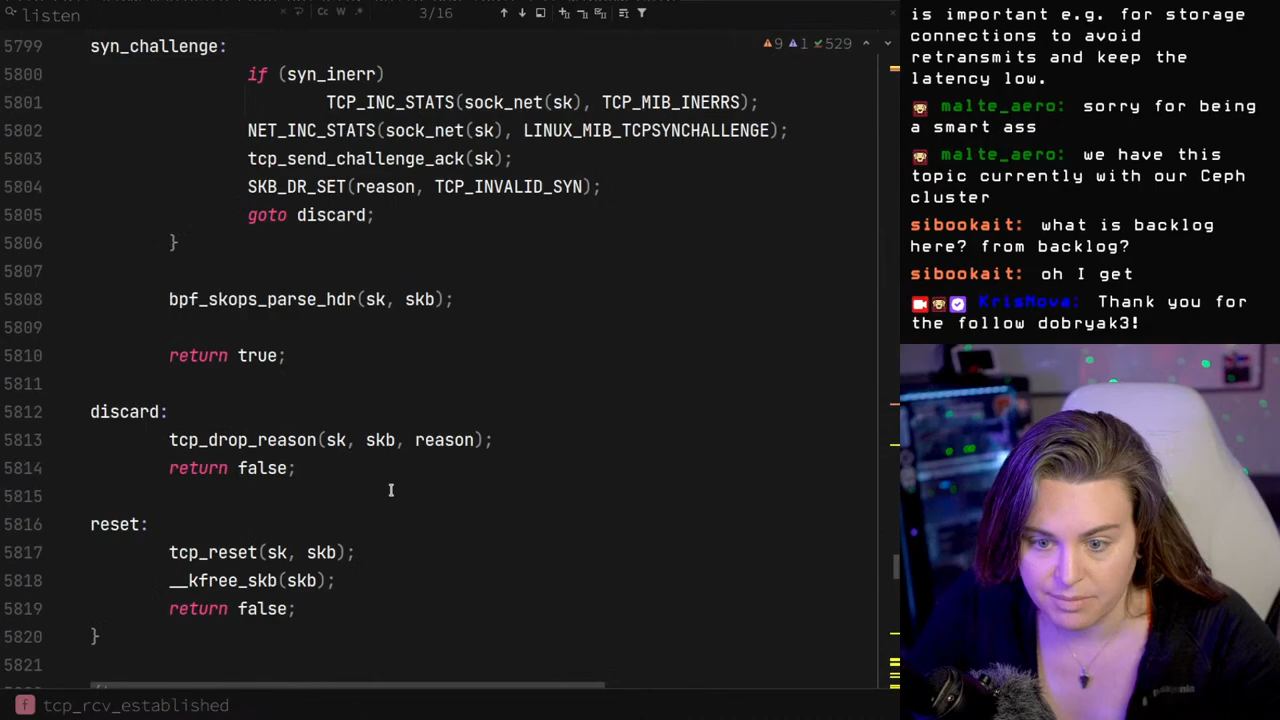 listen
Cc W .*
3/16
9 1 529
5799 syn_challenge:
5800 if (syn_inerr)
5801 TCP_INC_STATS(sock_net(sk), TCP_MIB_INERRS);
5802 NET_INC_STATS(sock_net(sk), LINUX_MIB_TCPSYNCHALLENGE);
5803 tcp_send_challenge_ack(sk);
5804 SKB_DR_SET(reason, TCP_INVALID_SYN);
5805 goto discard;
5806 }
5807
5808 bpf_skops_parse_hdr(sk, skb);
5809
5810 return true;
5811
5812 discard:
5813 tcp_drop_reason(sk, skb, reason);
5814 return false;
5815
5816 reset:
5817 tcp_reset(sk, skb);
5818 __kfree_skb(skb);
5819 return false;
5820 }
5821
f tcp_rcv_established
is important e.g. for storage
connections to avoid
retransmits and keep the
latency low.
malte_aero: sorry for being
a smart ass
malte_aero: we have this
topic currently with our Ceph
cluster
sibookait: what is backlog
here? from backlog?
sibookait: oh I get
KrisNova: Thank you for
the follow dobryak3!